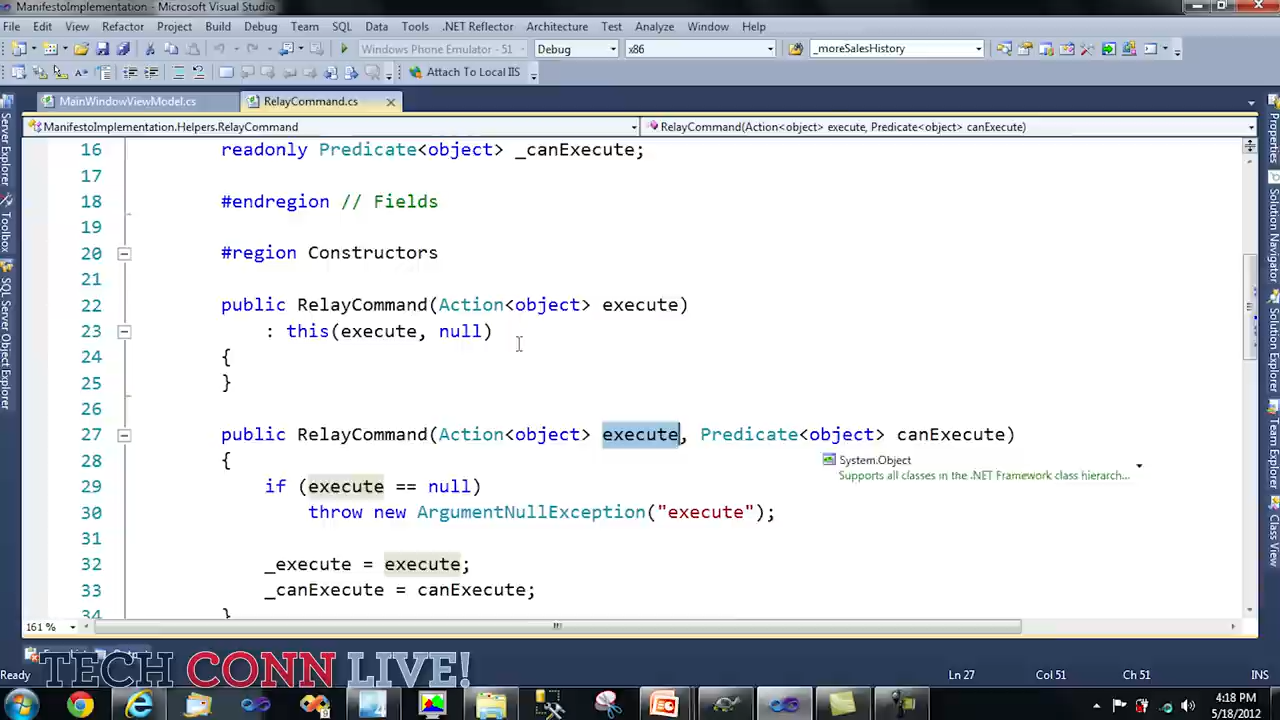 ManifestoImplementation - Microsoft Visual Studio
File Edit View Refactor Project Build Debug Team SQL Data Tools .NET Reflector Architecture Test Analyze Window Help
Windows Phone Emulator - 51 Debug x86 _moreSalesHistory
Attach To Local IIS
MainWindowViewModel.cs RelayCommand.cs
ManifestoImplementation.Helpers.RelayCommand RelayCommand(Action<object> execute, Predicate<object> canExecute)
Server Explorer
Toolbox
SQL Server Object Explorer
16 readonly Predicate<object> _canExecute;
17
18 #endregion // Fields
19
20 #region Constructors
21
22 public RelayCommand(Action<object> execute)
23 : this(execute, null)
24 {
25 }
26
27 public RelayCommand(Action<object> execute, Predicate<object> canExecute)
28 {
System.Object
Supports all classes in the .NET Framework class hierarch...
29 if (execute == null)
30 throw new ArgumentNullException("execute");
31
32 _execute = execute;
33 _canExecute = canExecute;
34 }
Properties
Solution Navigator
Solution Explorer
Team Explorer
Class View
161 %
TECH CONN LIVE!
Ready Ln 27 Col 51 Ch 51 INS
4:18 PM
5/18/2012